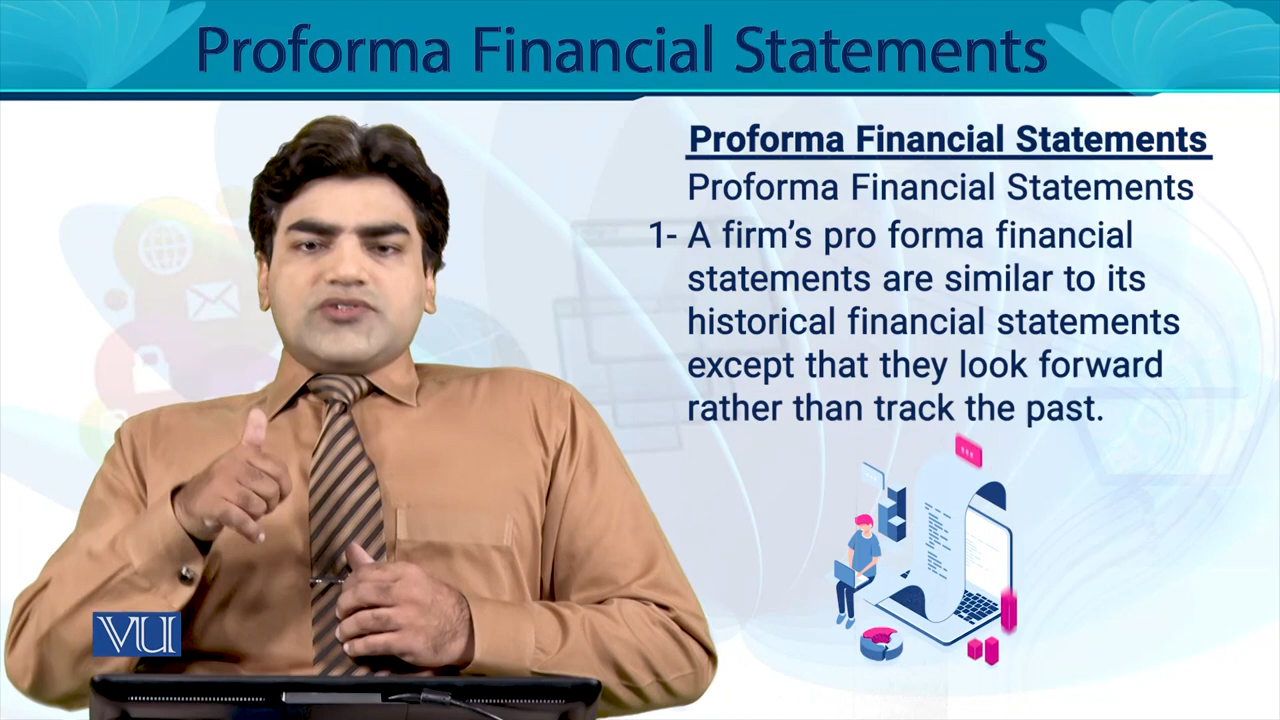 Proforma Financial Statements
Proforma Financial Statements
Proforma Financial Statements
1- A firm’s pro forma financial
statements are similar to its
historical financial statements
except that they look forward
rather than track the past.
VU